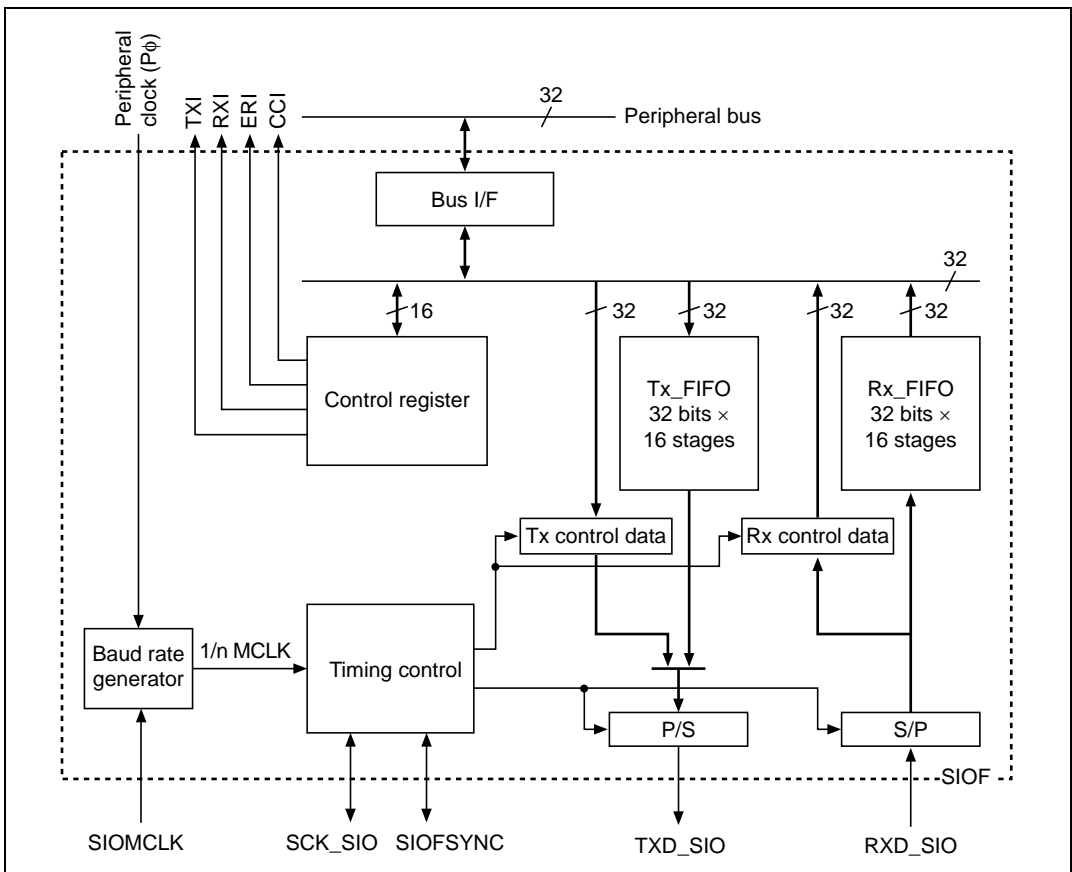 Peripheral
clock (Pφ)
TXI
RXI
ERI
CCI
32
Peripheral bus
Bus I/F
32
16
32
32
32
32
Control register
Tx_FIFO
32 bits ×
16 stages
Rx_FIFO
32 bits ×
16 stages
Tx control data
Rx control data
Baud rate
generator
1/n MCLK
Timing control
P/S
S/P
SIOF
SIOMCLK
SCK_SIO
SIOFSYNC
TXD_SIO
RXD_SIO